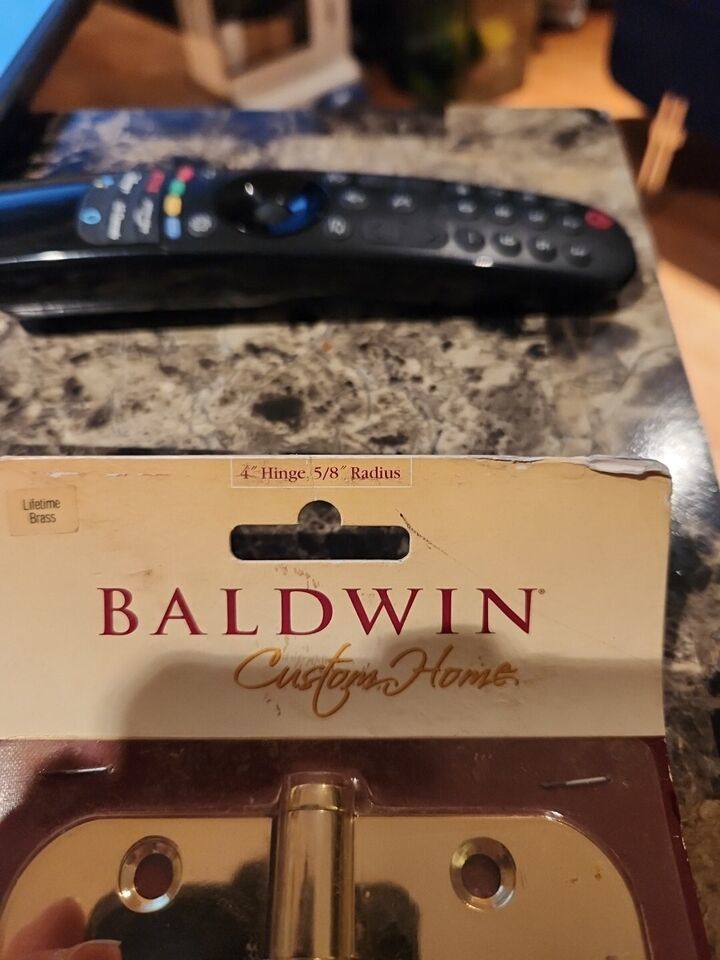 4" Hinge, 5/8" Radius
Lifetime
Brass
BALDWIN
Custom Home